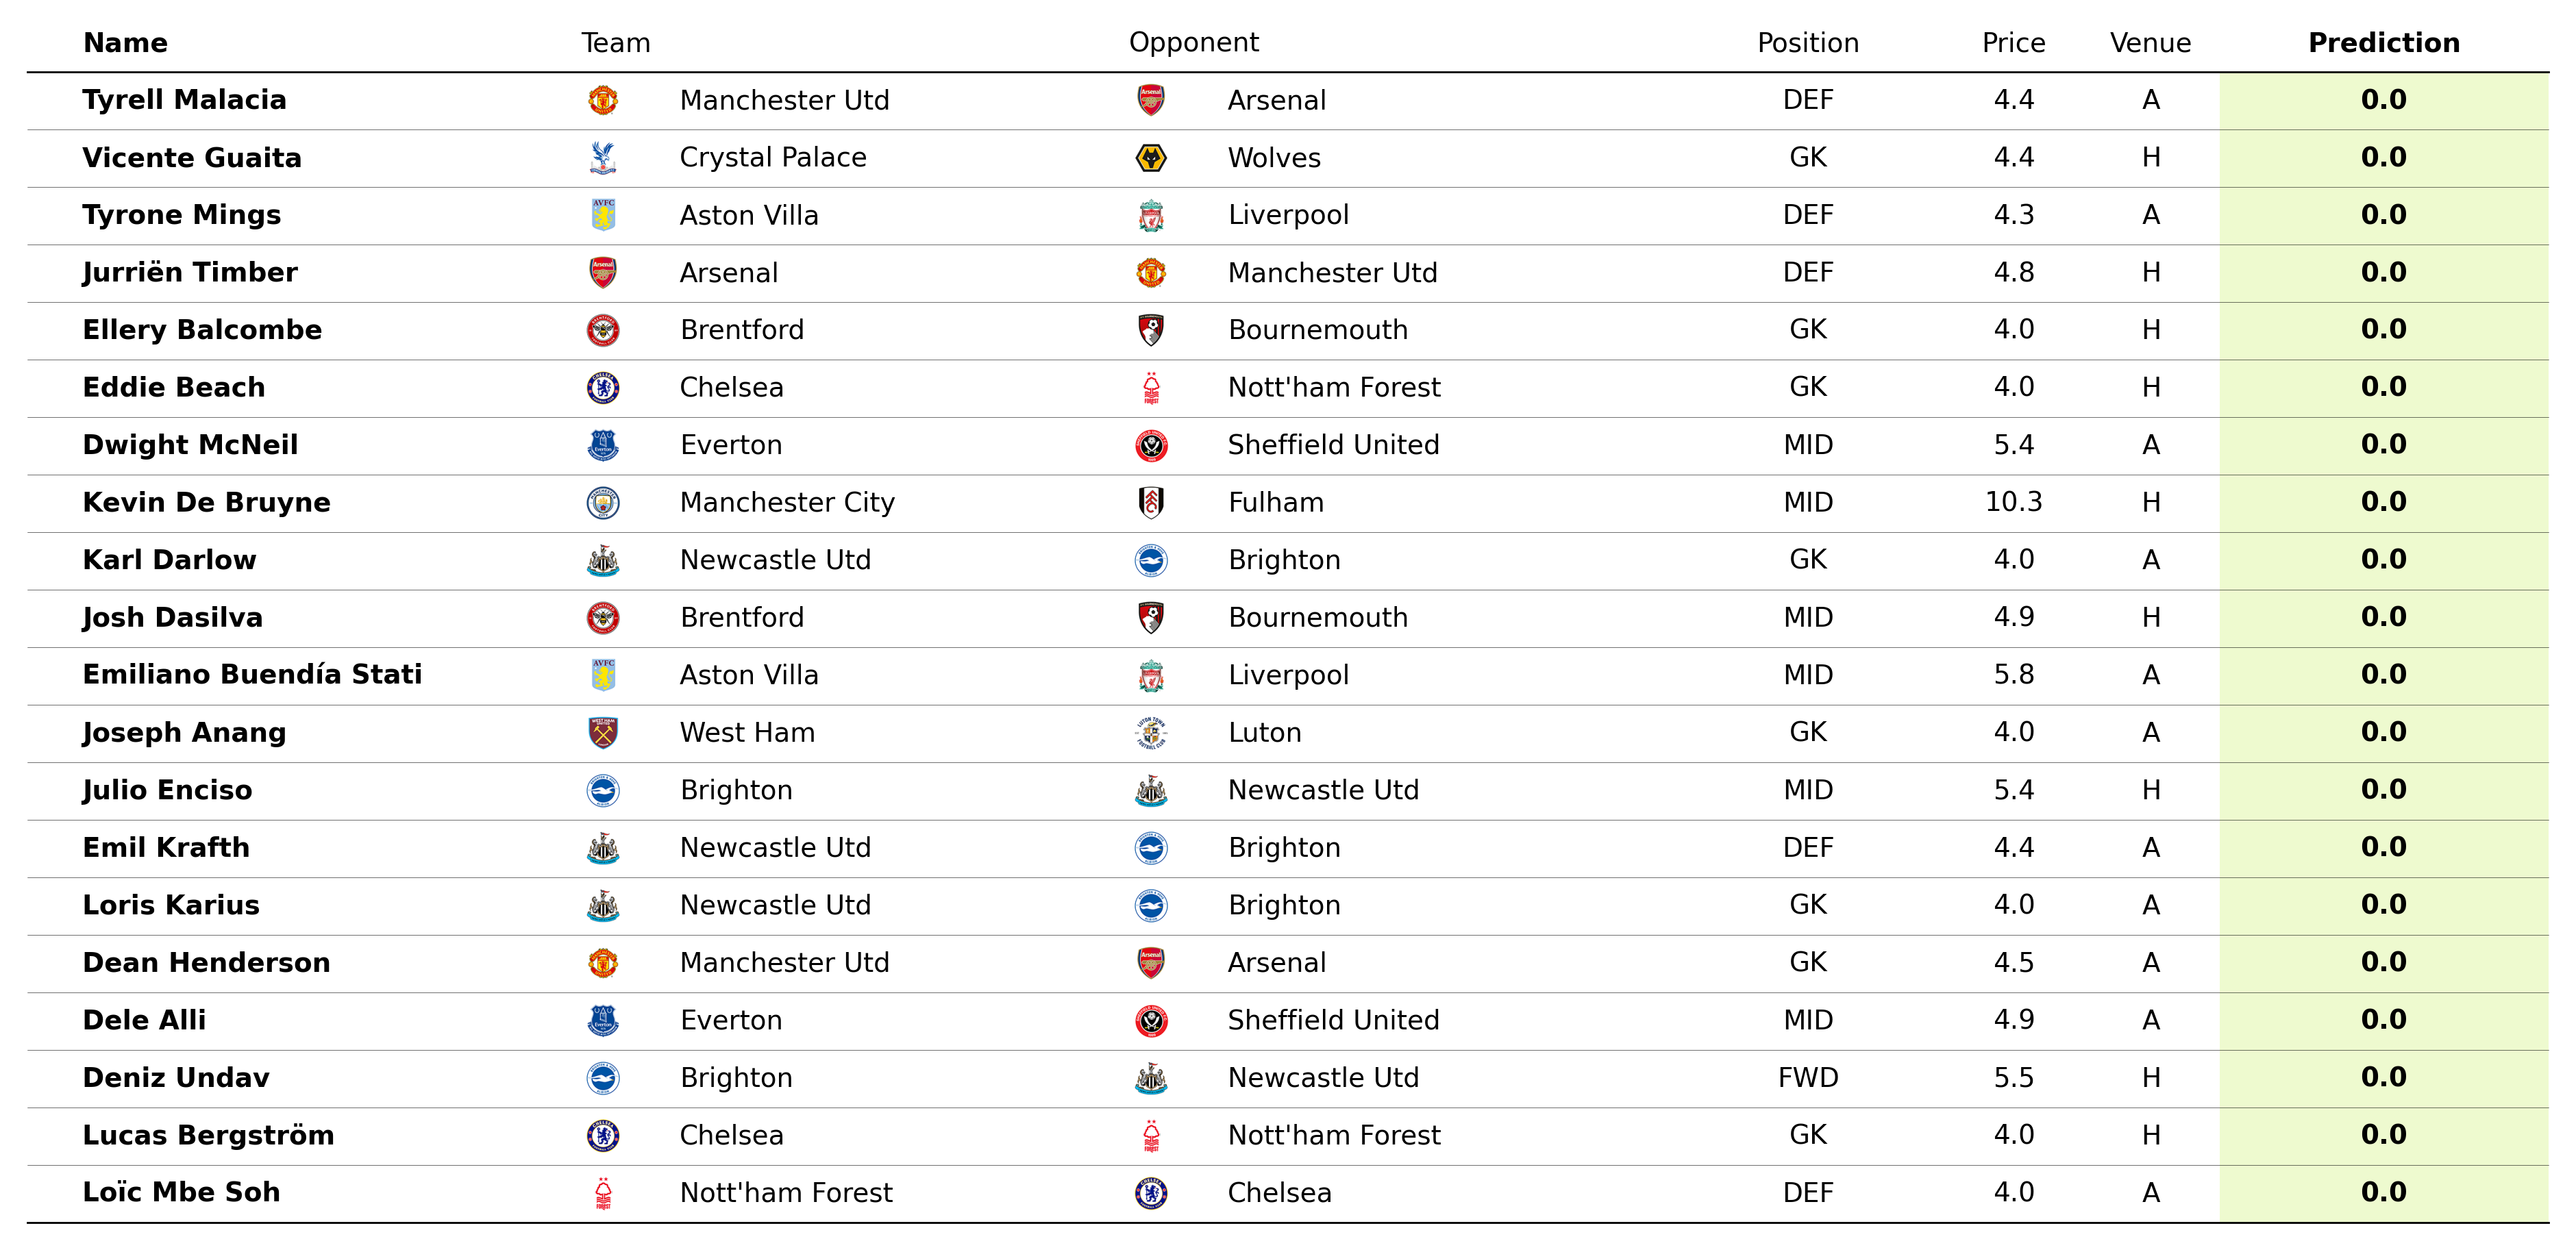 Name Team Opponent Position Price Venue Prediction
Tyrell Malacia Manchester Utd Arsenal DEF 4.4 A 0.0
Vicente Guaita Crystal Palace Wolves GK 4.4 H 0.0
Tyrone Mings Aston Villa Liverpool DEF 4.3 A 0.0
Jurriën Timber Arsenal Manchester Utd DEF 4.8 H 0.0
Ellery Balcombe Brentford Bournemouth GK 4.0 H 0.0
Eddie Beach Chelsea Nott'ham Forest GK 4.0 H 0.0
Dwight McNeil Everton Sheffield United MID 5.4 A 0.0
Kevin De Bruyne Manchester City Fulham MID 10.3 H 0.0
Karl Darlow Newcastle Utd Brighton GK 4.0 A 0.0
Josh Dasilva Brentford Bournemouth MID 4.9 H 0.0
Emiliano Buendía Stati Aston Villa Liverpool MID 5.8 A 0.0
Joseph Anang West Ham Luton GK 4.0 A 0.0
Julio Enciso Brighton Newcastle Utd MID 5.4 H 0.0
Emil Krafth Newcastle Utd Brighton DEF 4.4 A 0.0
Loris Karius Newcastle Utd Brighton GK 4.0 A 0.0
Dean Henderson Manchester Utd Arsenal GK 4.5 A 0.0
Dele Alli Everton Sheffield United MID 4.9 A 0.0
Deniz Undav Brighton Newcastle Utd FWD 5.5 H 0.0
Lucas Bergström Chelsea Nott'ham Forest GK 4.0 H 0.0
Loïc Mbe Soh Nott'ham Forest Chelsea DEF 4.0 A 0.0